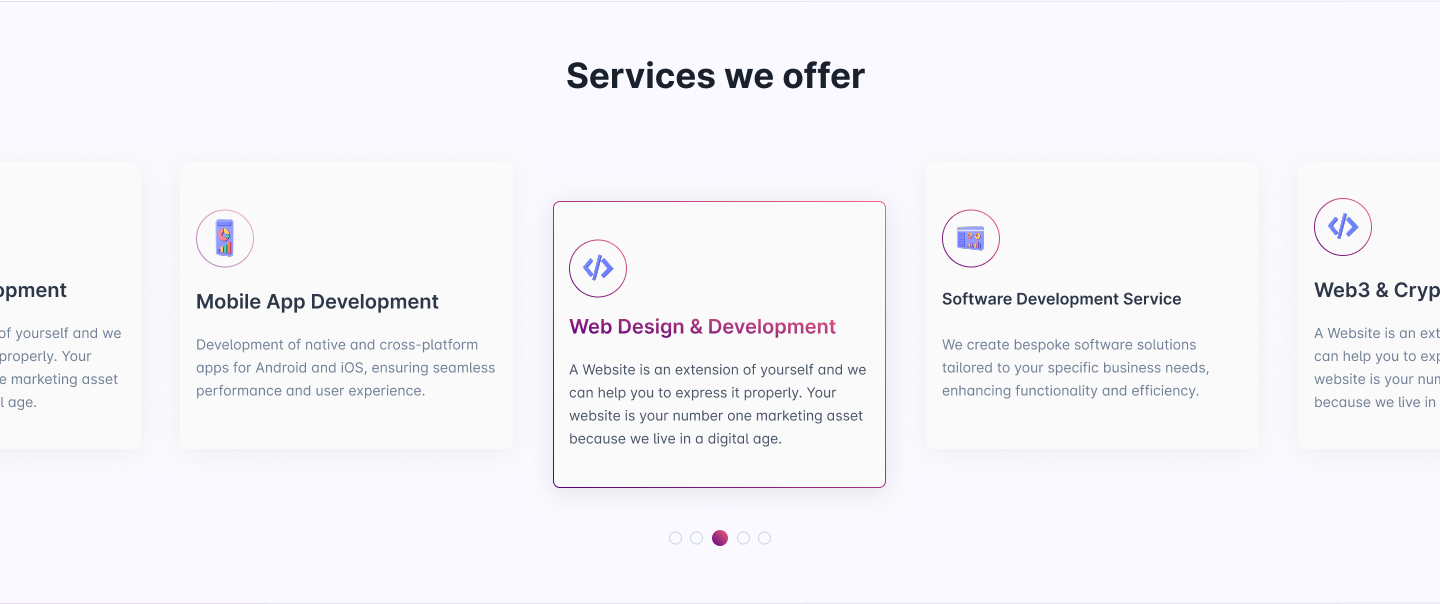 Services we offer
opment
of yourself and we
properly. Your
e marketing asset
l age.
Mobile App Development
Development of native and cross-platform
apps for Android and iOS, ensuring seamless
performance and user experience.
Web Design & Development
A Website is an extension of yourself and we
can help you to express it properly. Your
website is your number one marketing asset
because we live in a digital age.
Software Development Service
We create bespoke software solutions
tailored to your specific business needs,
enhancing functionality and efficiency.
Web3 & Cryp
A Website is an ext
can help you to exp
website is your num
because we live in